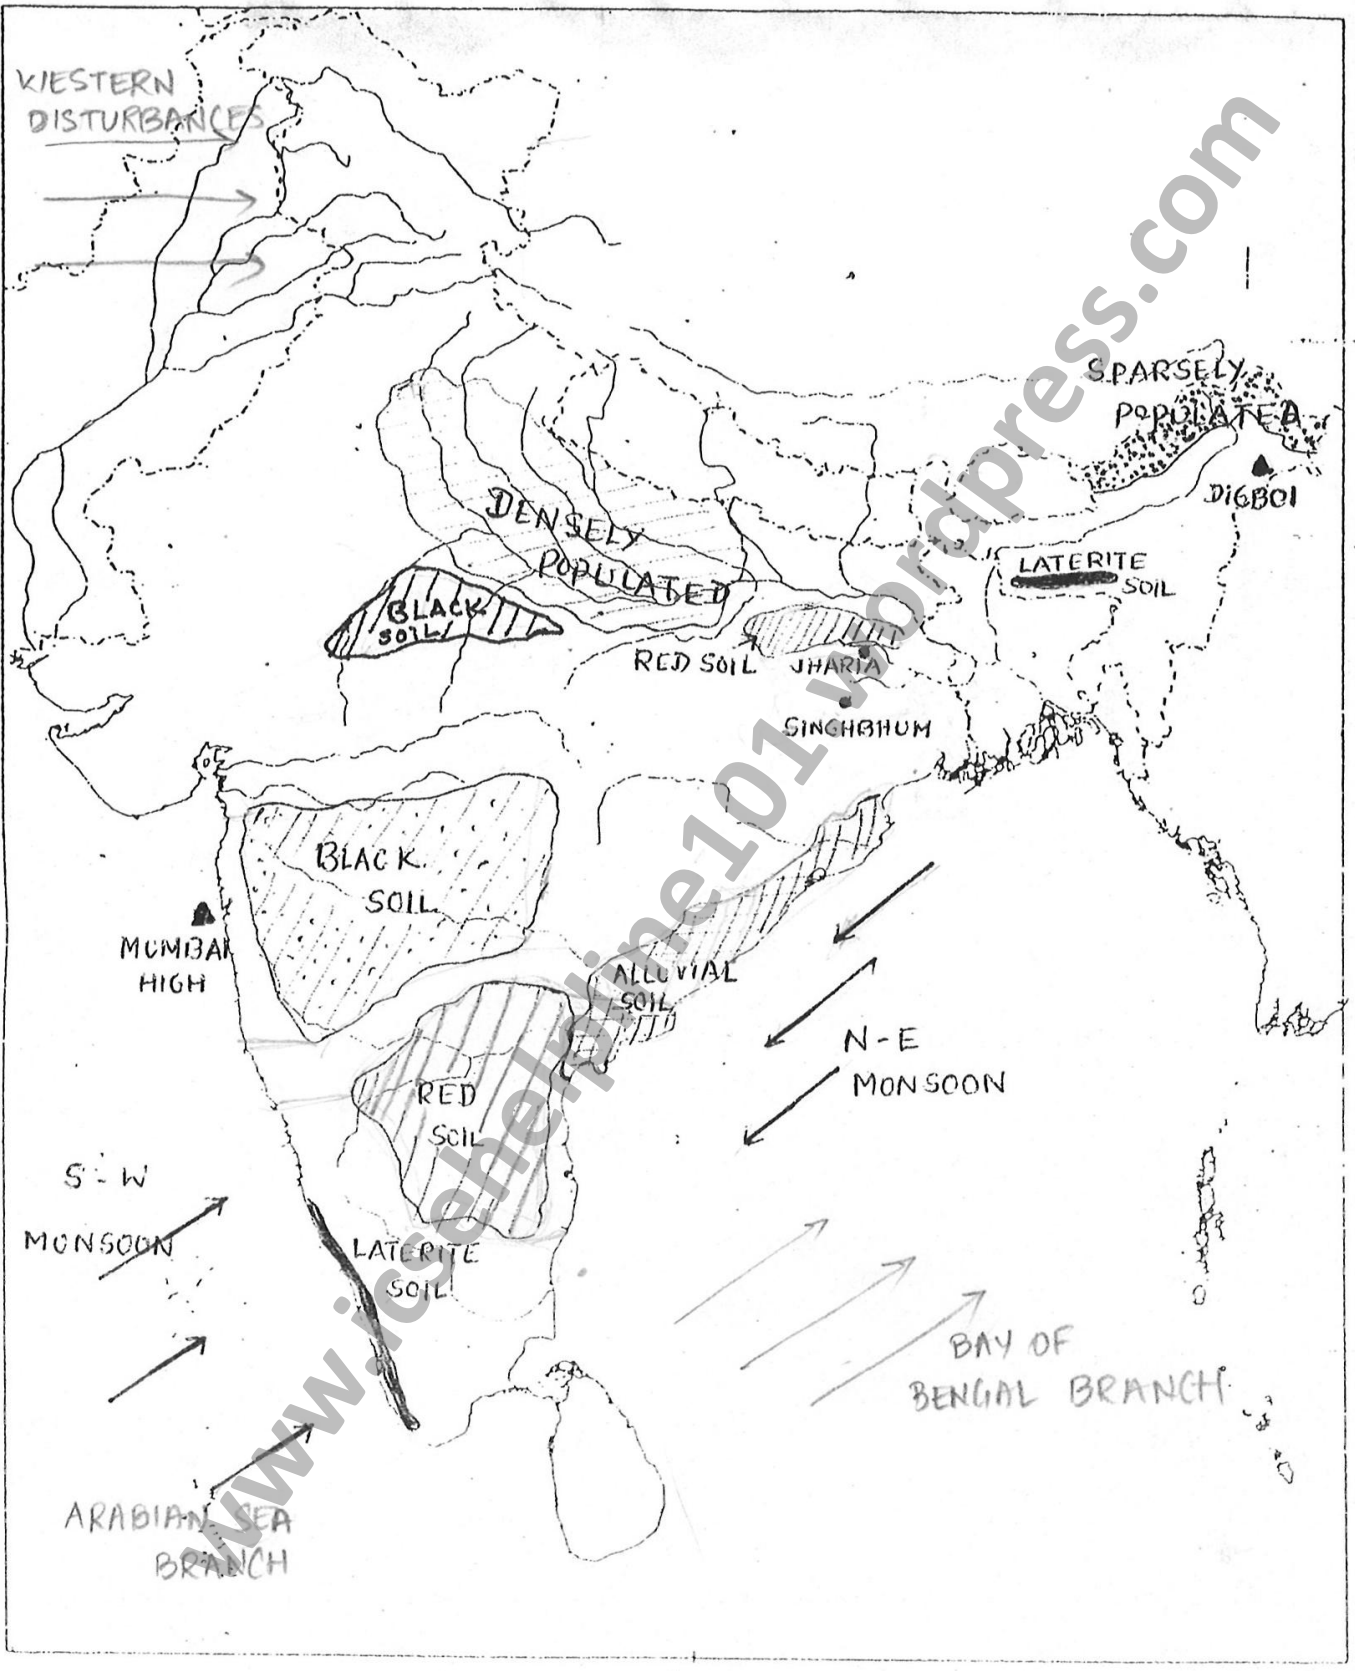 WESTERN
DISTURBANCES
SPARSELY
POPULATED
DIGBOI
DENSELY
POPULATED
LATERITE
SOIL
BLACK
SOIL
RED SOIL
JHARIA
SINGHBHUM
BLACK
SOIL
MUMBAI
HIGH
ALLUVIAL
SOIL
N-E
MONSOON
RED
SOIL
S-W
MONSOON
LATERITE
SOIL
BAY OF
BENGAL BRANCH
ARABIAN SEA
BRANCH
www.icsehelpline101.wordpress.com